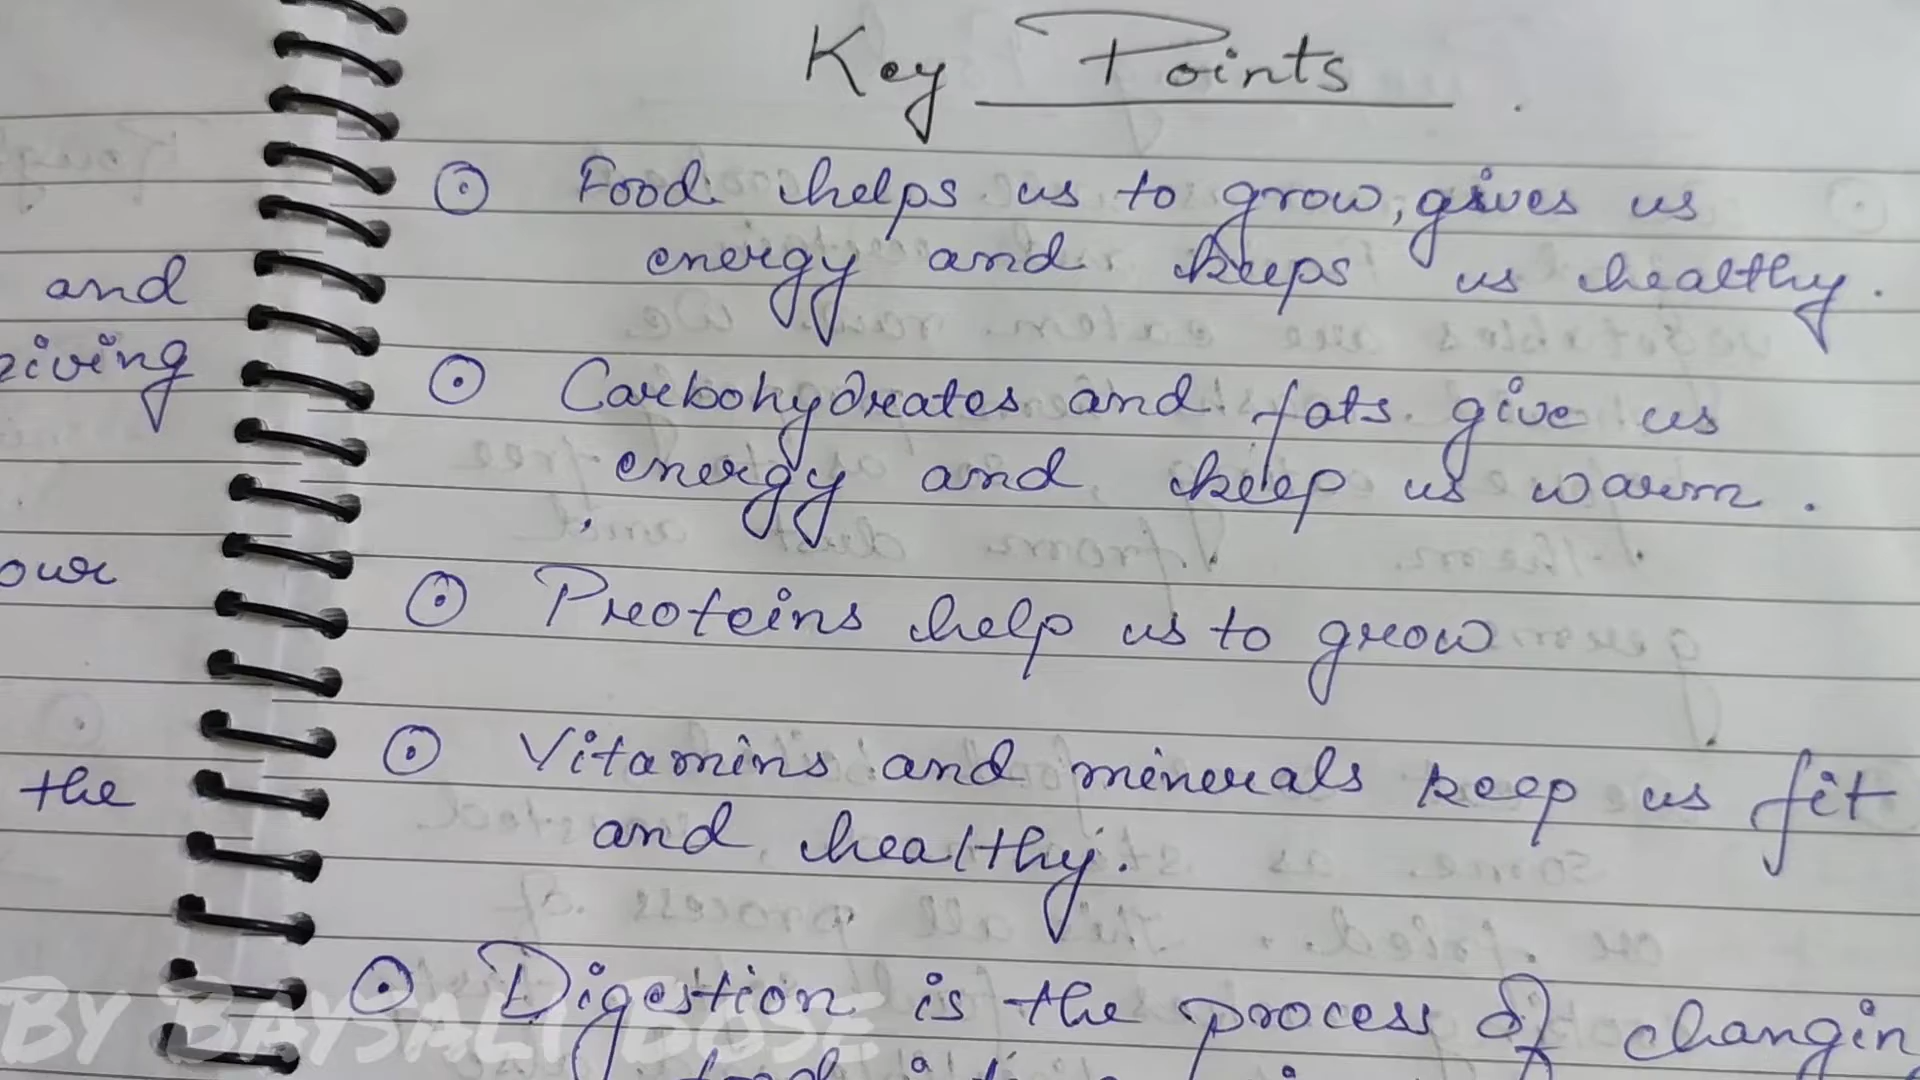 Key Points
⊙ Food helps us to grow, gives us
energy and keeps us healthy.
⊙ Carbohydrates and fats give us
energy and keep us warm.
⊙ Proteins help us to grow
⊙ Vitamins and minerals keep us fit
and healthy.
⊙ Digestion is the process of changin
food
and
our
the
BY BAYSALI BOSE